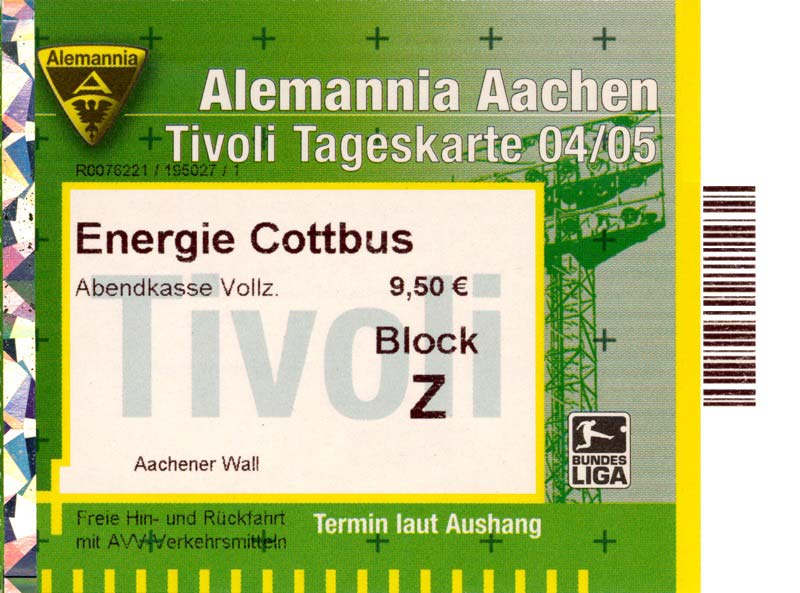 Alemannia
Alemannia Aachen
Tivoli Tageskarte 04/05
R0076221 / 195027 / 1
Energie Cottbus
Abendkasse Vollz. 9,50 €
Tivoli
Block
Z
Aachener Wall
BUNDES
LIGA
Freie Hin- und Rückfahrt
mit AVV-Verkehrsmitteln
Termin laut Aushang